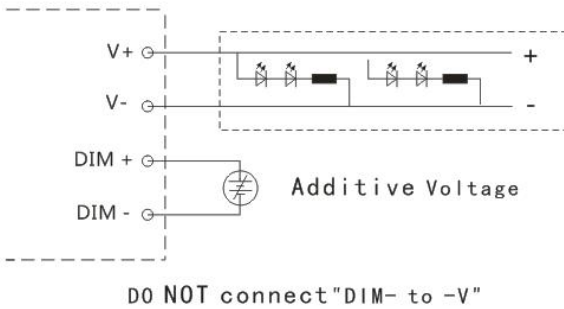 V+
+
V-
-
DIM +
Additive Voltage
DIM -
DO NOT connect"DIM- to -V"